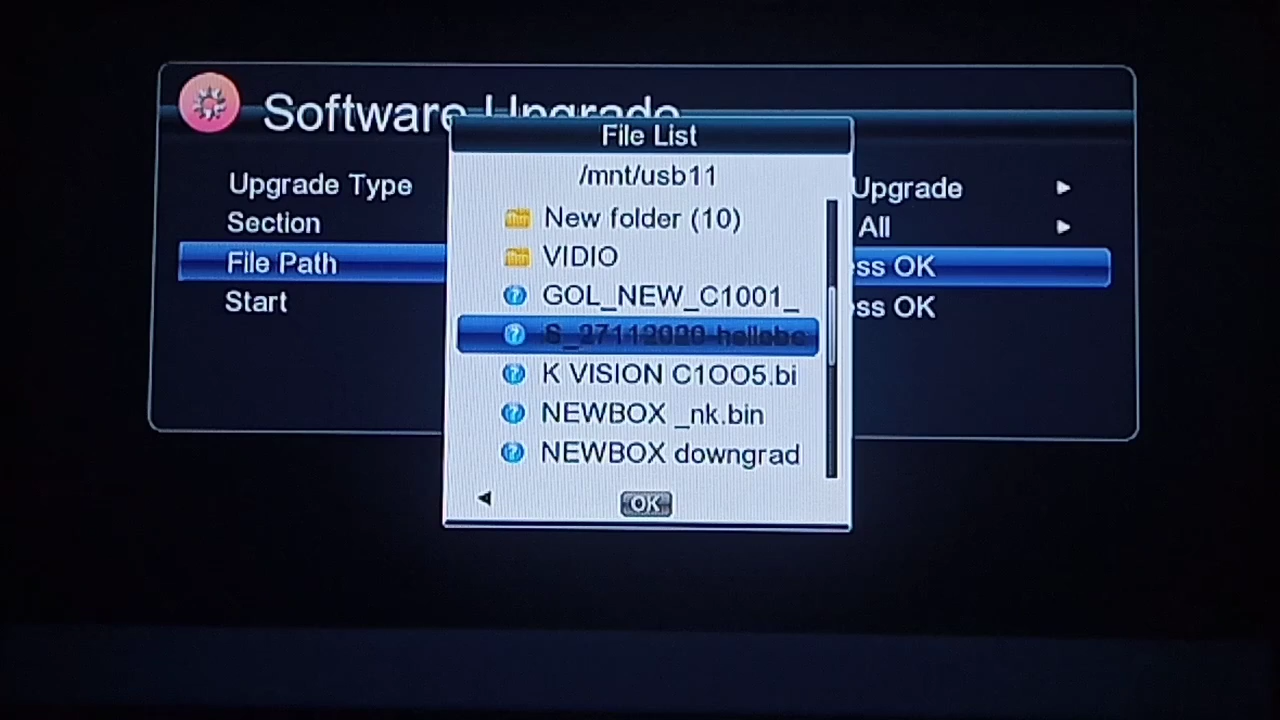 Software Upgrade
File List
/mnt/usb11
Upgrade Type
Upgrade
Section
All
File Path
ss OK
Start
ss OK
New folder (10)
VIDIO
GOL_NEW_C1001_
S_27112020
K VISION C1OO5.bi
NEWBOX _nk.bin
NEWBOX downgrad
OK